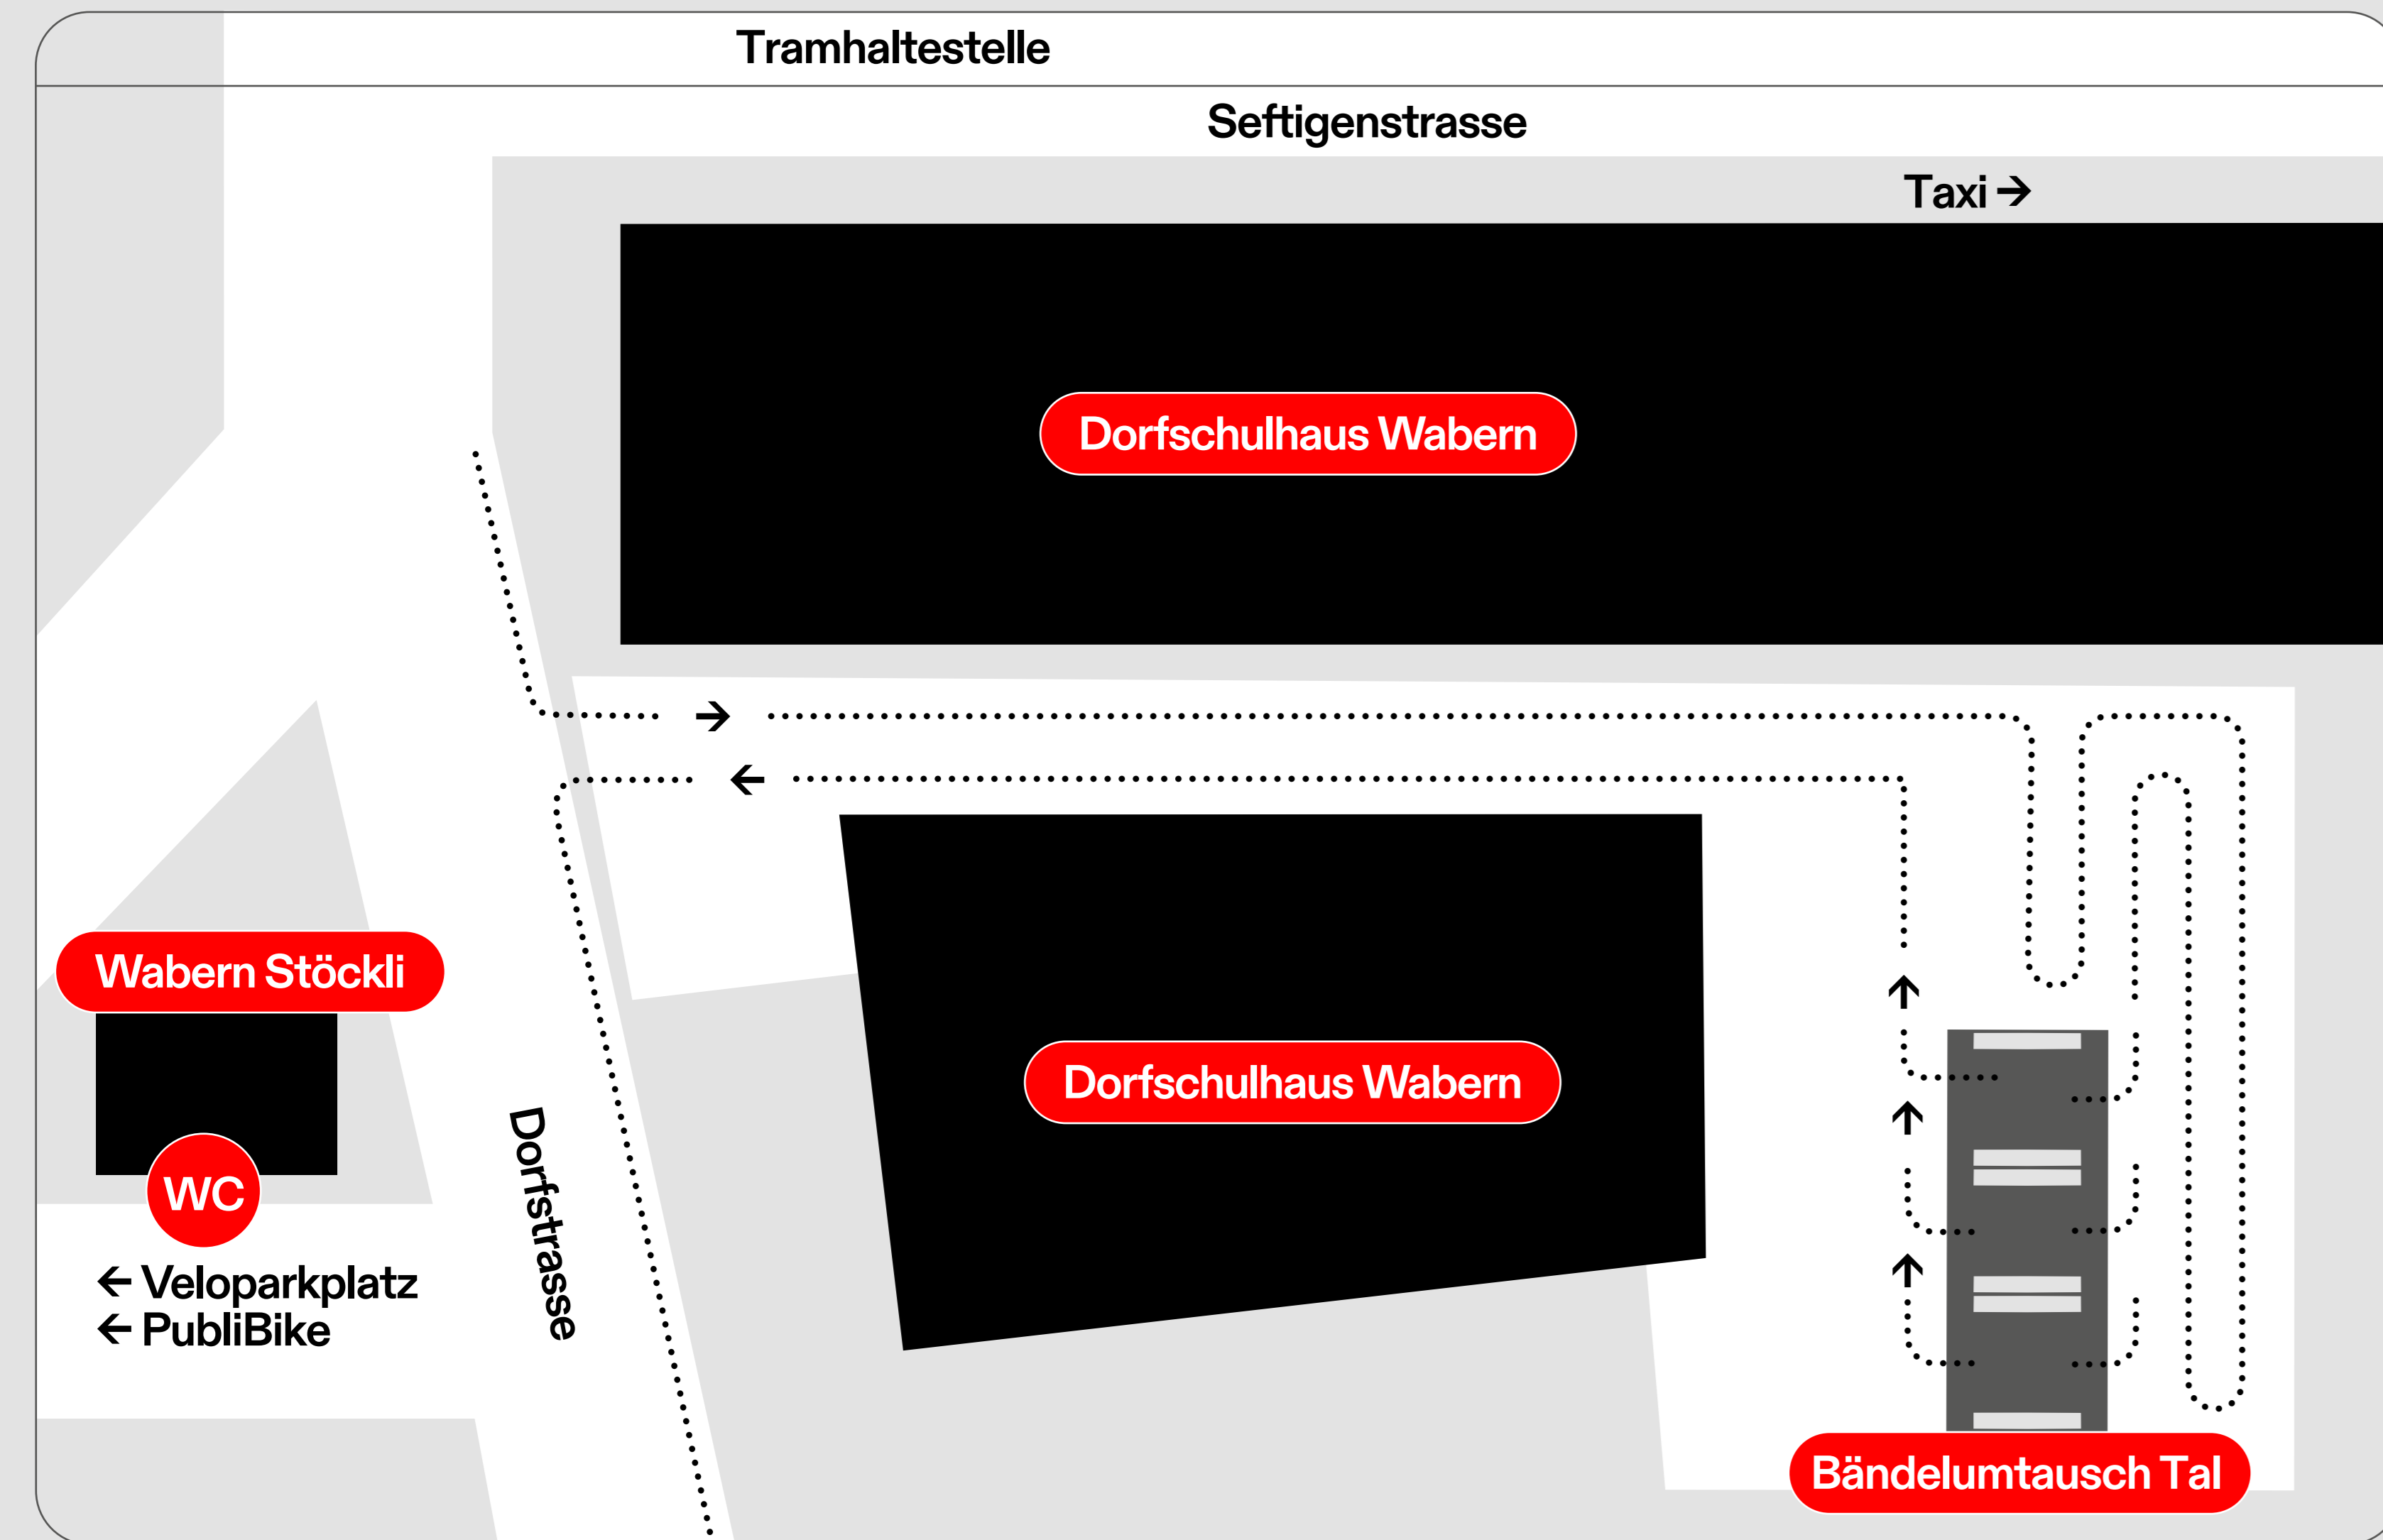 Tramhaltestelle
Seftigenstrasse
Taxi →
Dorfschulhaus Wabern
Wabern Stöckli
Dorfschulhaus Wabern
WC
Dorfstrasse
← Veloparkplatz
← PubliBike
Bändelumtausch Tal